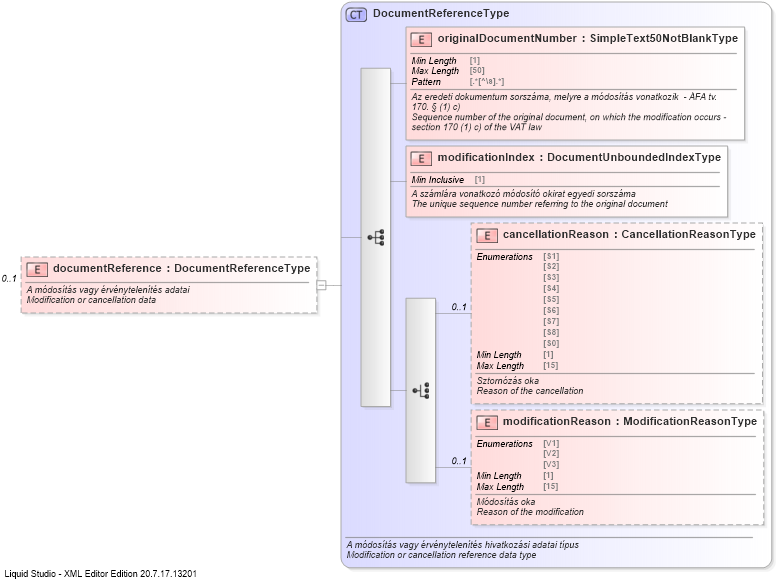 CT DocumentReferenceType
E originalDocumentNumber : SimpleText50NotBlankType
Min Length [1]
Max Length [50]
Pattern [.*[^\s].*]
Az eredeti dokumentum sorszáma, melyre a módosítás vonatkozik - ÁFA tv.
170. § (1) c)
Sequence number of the original document, on which the modification occurs -
section 170 (1) c) of the VAT law
E modificationIndex : DocumentUnboundedIndexType
Min Inclusive [1]
A számlára vonatkozó módosító okirat egyedi sorszáma
The unique sequence number referring to the original document
0..1
E documentReference : DocumentReferenceType
A módosítás vagy érvénytelenítés adatai
Modification or cancellation data
0..1
E cancellationReason : CancellationReasonType
Enumerations [S1]
[S2]
[S3]
[S4]
[S5]
[S6]
[S7]
[S8]
[S0]
Min Length [1]
Max Length [15]
Sztornózás oka
Reason of the cancellation
0..1
E modificationReason : ModificationReasonType
Enumerations [V1]
[V2]
[V3]
Min Length [1]
Max Length [15]
Módosítás oka
Reason of the modification
A módosítás vagy érvénytelenítés hivatkozási adatai típus
Modification or cancellation reference data type
Liquid Studio - XML Editor Edition 20.7.17.13201